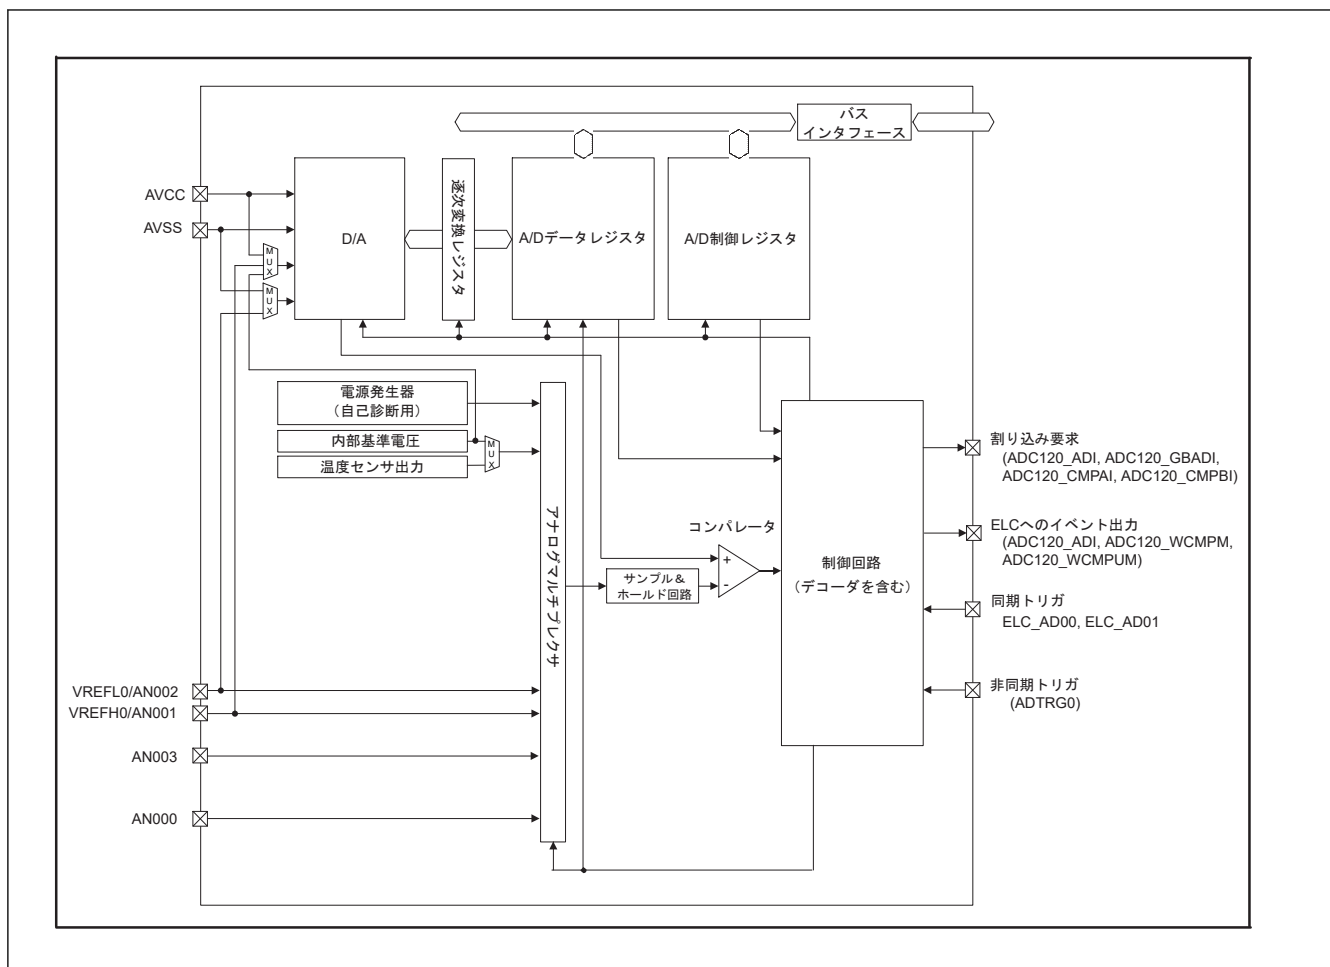 バス
インタフェース
AVCC
AVSS
MUX
MUX
D/A
逐次変換レジスタ
A/Dデータレジスタ
A/D制御レジスタ
電源発生器
（自己診断用）
内部基準電圧
温度センサ出力
MUX
アナログマルチプレクサ
サンプル＆
ホールド回路
コンパレータ
+
-
制御回路
（デコーダを含む）
割り込み要求
(ADC120_ADI, ADC120_GBADI,
ADC120_CMPAI, ADC120_CMPBI)
ELCへのイベント出力
(ADC120_ADI, ADC120_WCMPM,
ADC120_WCMPUM)
同期トリガ
ELC_AD00, ELC_AD01
非同期トリガ
(ADTRG0)
VREFL0/AN002
VREFH0/AN001
AN003
AN000